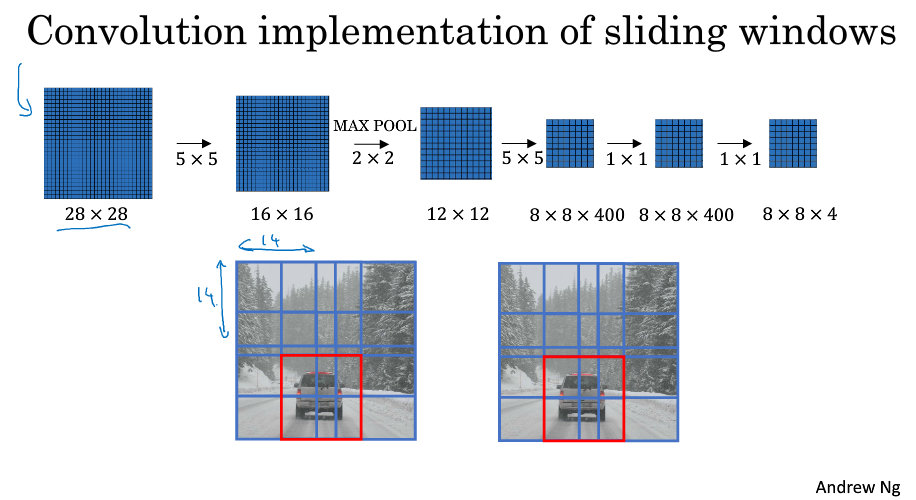 Convolution implementation of sliding windows
MAX POOL
5 × 5
2 × 2
5 × 5
1 × 1
1 × 1
28 × 28
16 × 16
12 × 12
8 × 8 × 400
8 × 8 × 400
8 × 8 × 4
14
14
Andrew Ng